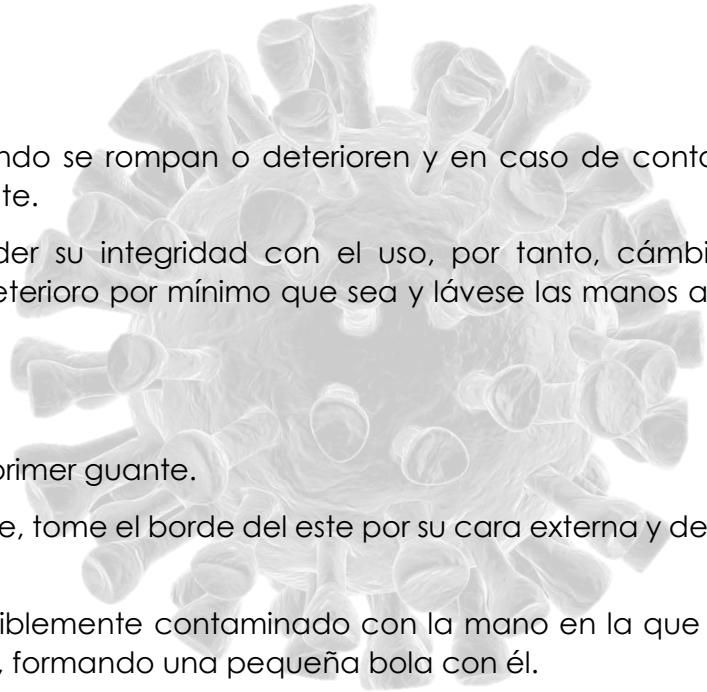 ndo se rompan o deterioren y en caso de conta
te.
der su integridad con el uso, por tanto, cámbi
eterioro por mínimo que sea y lávese las manos a
primer guante.
e, tome el borde del este por su cara externa y de
iblemente contaminado con la mano en la que
, formando una pequeña bola con él.